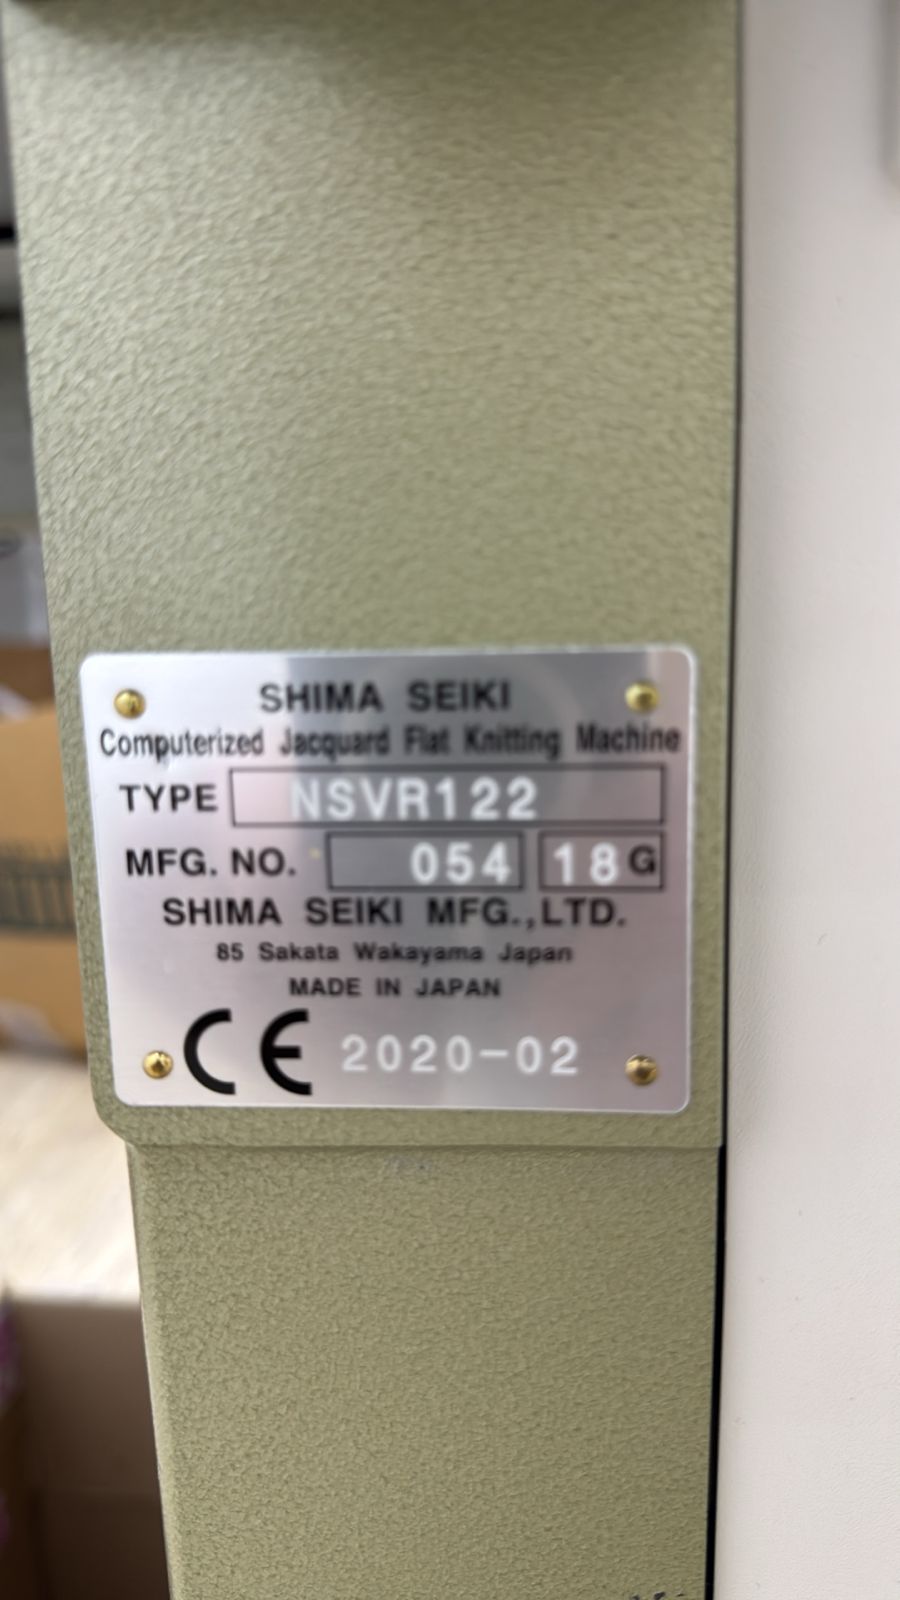 SHIMA SEIKI
Computerized Jacquard Flat Knitting Machine
TYPE NSVR122
MFG. NO. 054 18G
SHIMA SEIKI MFG.,LTD.
85 Sakata Wakayama Japan
MADE IN JAPAN
CE 2020-02